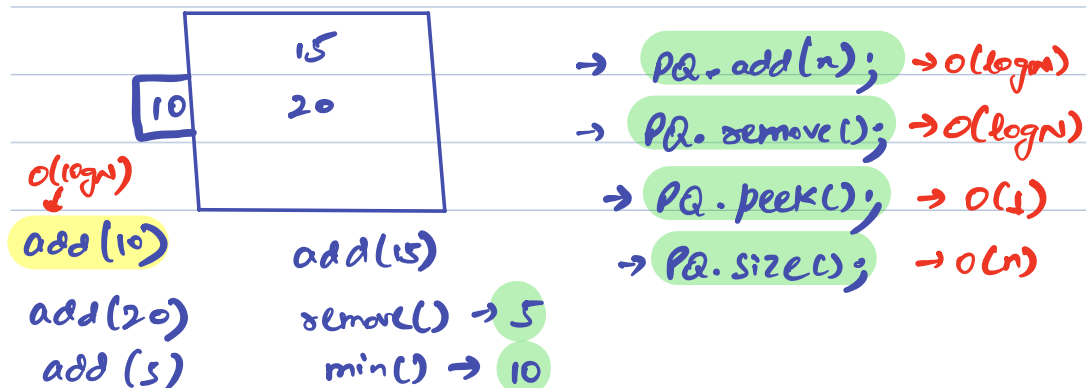 15
10
20
O(logN)
add(10)
add(20)
add(5)
add(15)
remove() → 5
min() → 10
→ PQ.add(n); → O(logn)
→ PQ.remove(); → O(logN)
→ PQ.peek(); → O(1)
→ PQ.size(); → O(n)